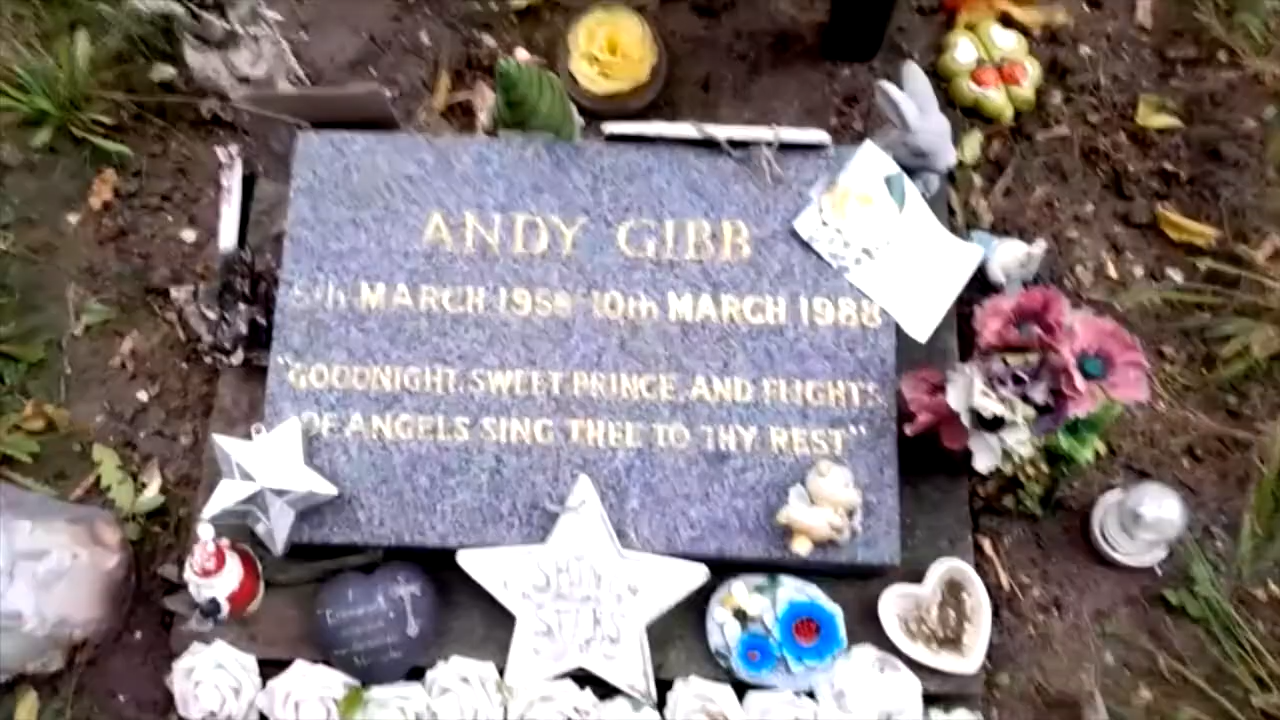 ANDY GIBB
5th MARCH 1958 10th MARCH 1988
"GOODNIGHT, SWEET PRINCE, AND FLIGHTS
OF ANGELS SING THEE TO THY REST"